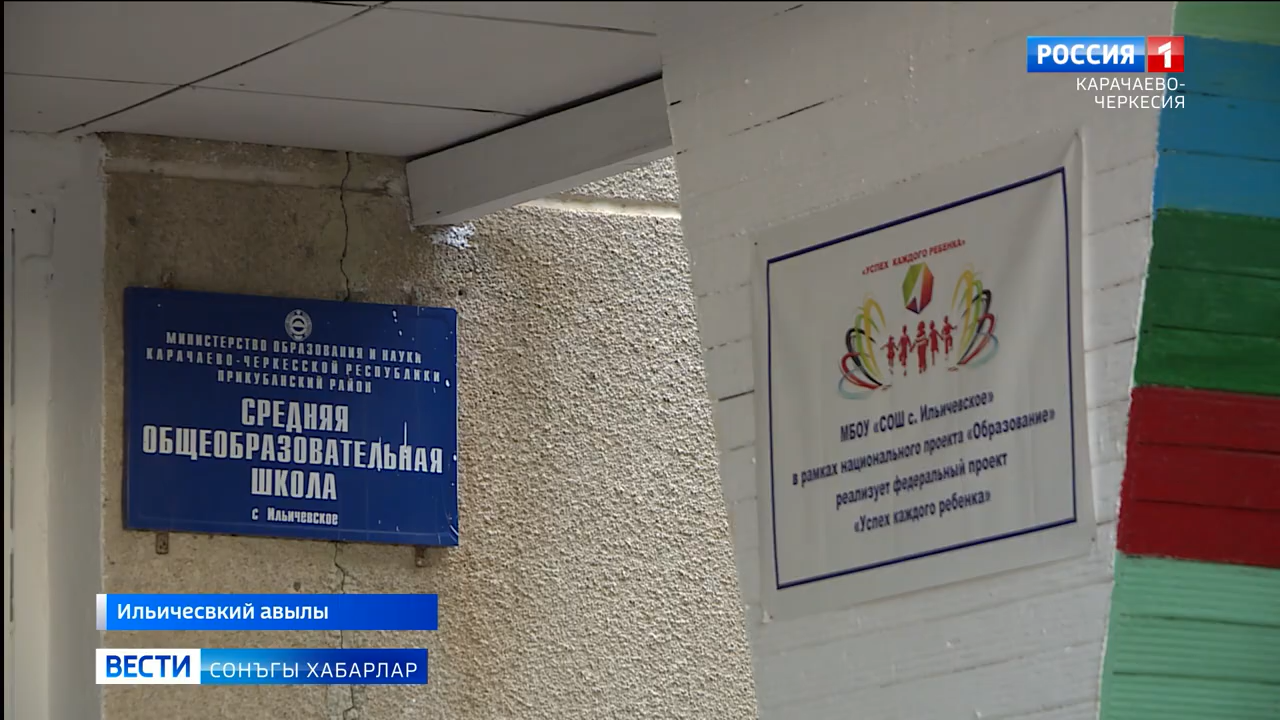 РОССИЯ 1
КАРАЧАЕВО-
ЧЕРКЕСИЯ
МИНИСТЕРСТВО ОБРАЗОВАНИЯ И НАУКИ
КАРАЧАЕВО-ЧЕРКЕССКОЙ РЕСПУБЛИКИ
ПРИКУБАНСКИЙ РАЙОН
СРЕДНЯЯ
ОБЩЕОБРАЗОВАТЕЛЬНАЯ
ШКОЛА
с Ильичевское
«УСПЕХ КАЖДОГО РЕБЕНКА»
МБОУ «СОШ с. Ильичевское»
в рамках национального проекта «Образование»
реализует федеральный проект
«Успех каждого ребенка»
Ильичесвкий авылы
ВЕСТИ СОНЪГЫ ХАБАРЛАР